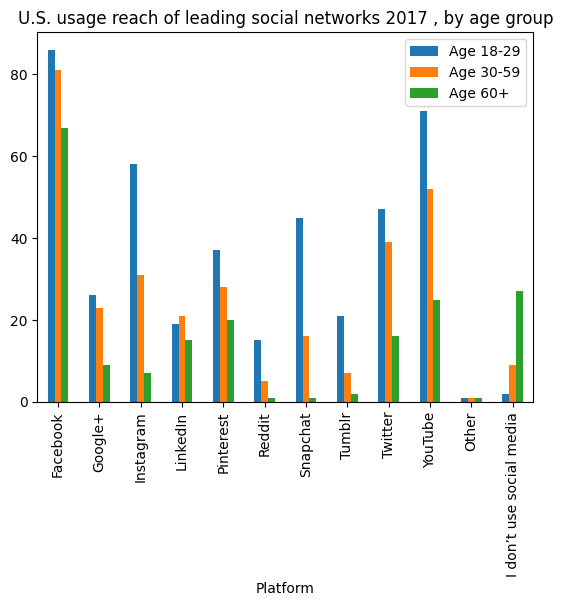 U.S. usage reach of leading social networks 2017 , by age group
Age 18-29
Age 30-59
Age 60+
80
60
40
20
0
Facebook
Google+
Instagram
LinkedIn
Pinterest
Reddit
Snapchat
Tumblr
Twitter
YouTube
Other
I don't use social media
Platform